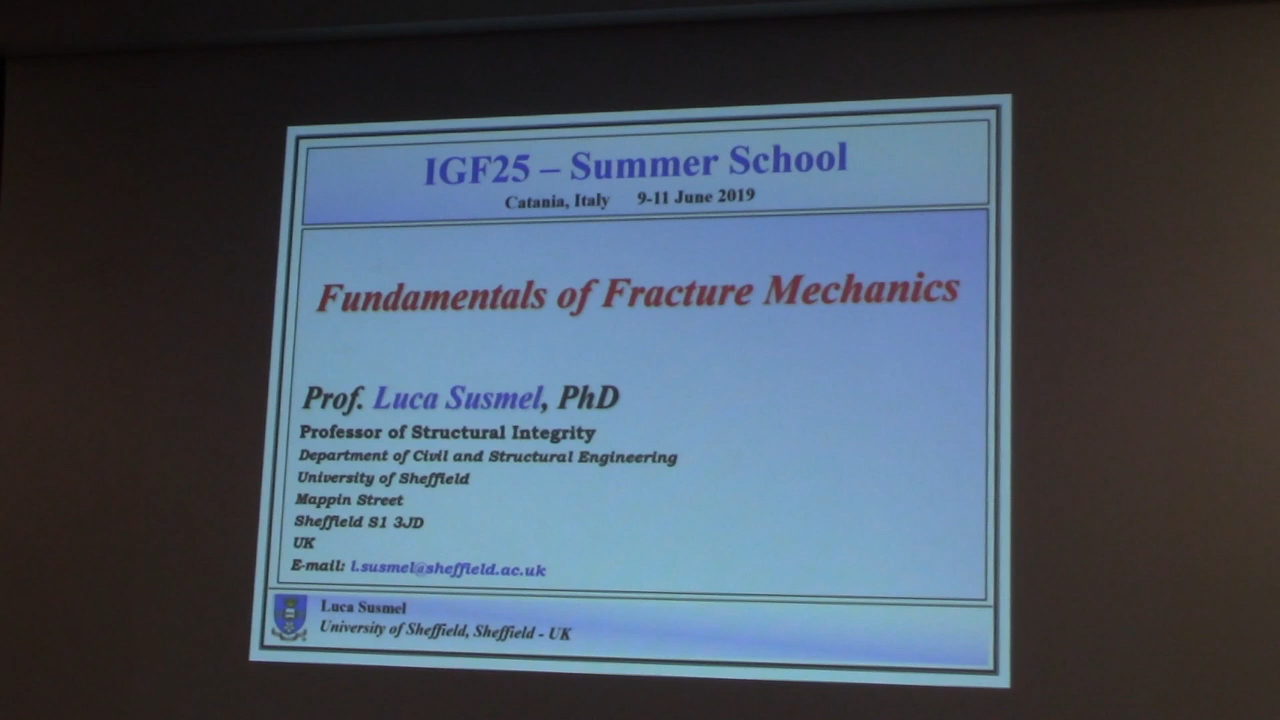 IGF25 – Summer School
Catania, Italy 9-11 June 2019
Fundamentals of Fracture Mechanics
Prof. Luca Susmel, PhD
Professor of Structural Integrity
Department of Civil and Structural Engineering
University of Sheffield
Mappin Street
Sheffield S1 3JD
UK
E-mail: l.susmel@sheffield.ac.uk
Luca Susmel
University of Sheffield, Sheffield - UK